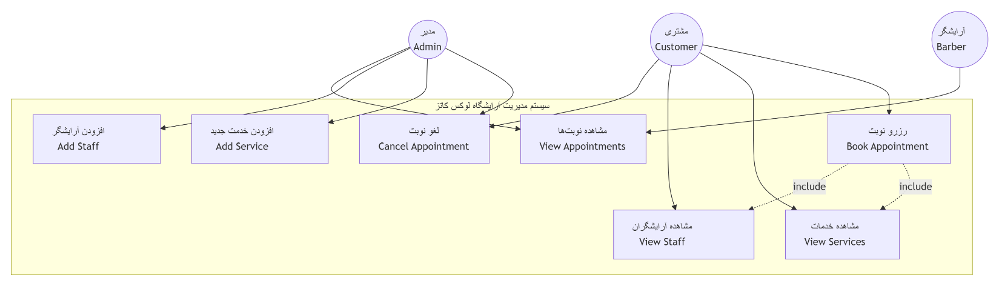 مدیر
Admin
مشتری
Customer
آرایشگر
Barber
سیستم مدیریت آرایشگاه لوکس کاتز
افزودن آرایشگر
Add Staff
افزودن خدمت جدید
Add Service
لغو نوبت
Cancel Appointment
مشاهده نوبت‌ها
View Appointments
رزرو نوبت
Book Appointment
include
include
مشاهده آرایشگران
View Staff
مشاهده خدمات
View Services